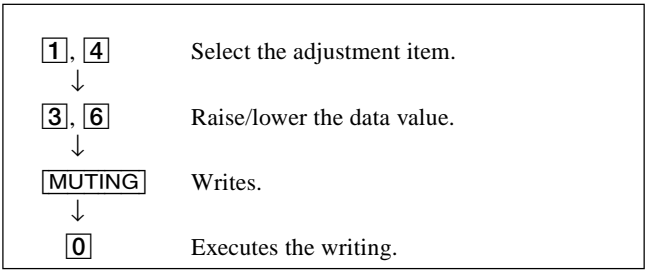 1, 4 Select the adjustment item.
↓
3, 6 Raise/lower the data value.
↓
MUTING Writes.
↓
0 Executes the writing.